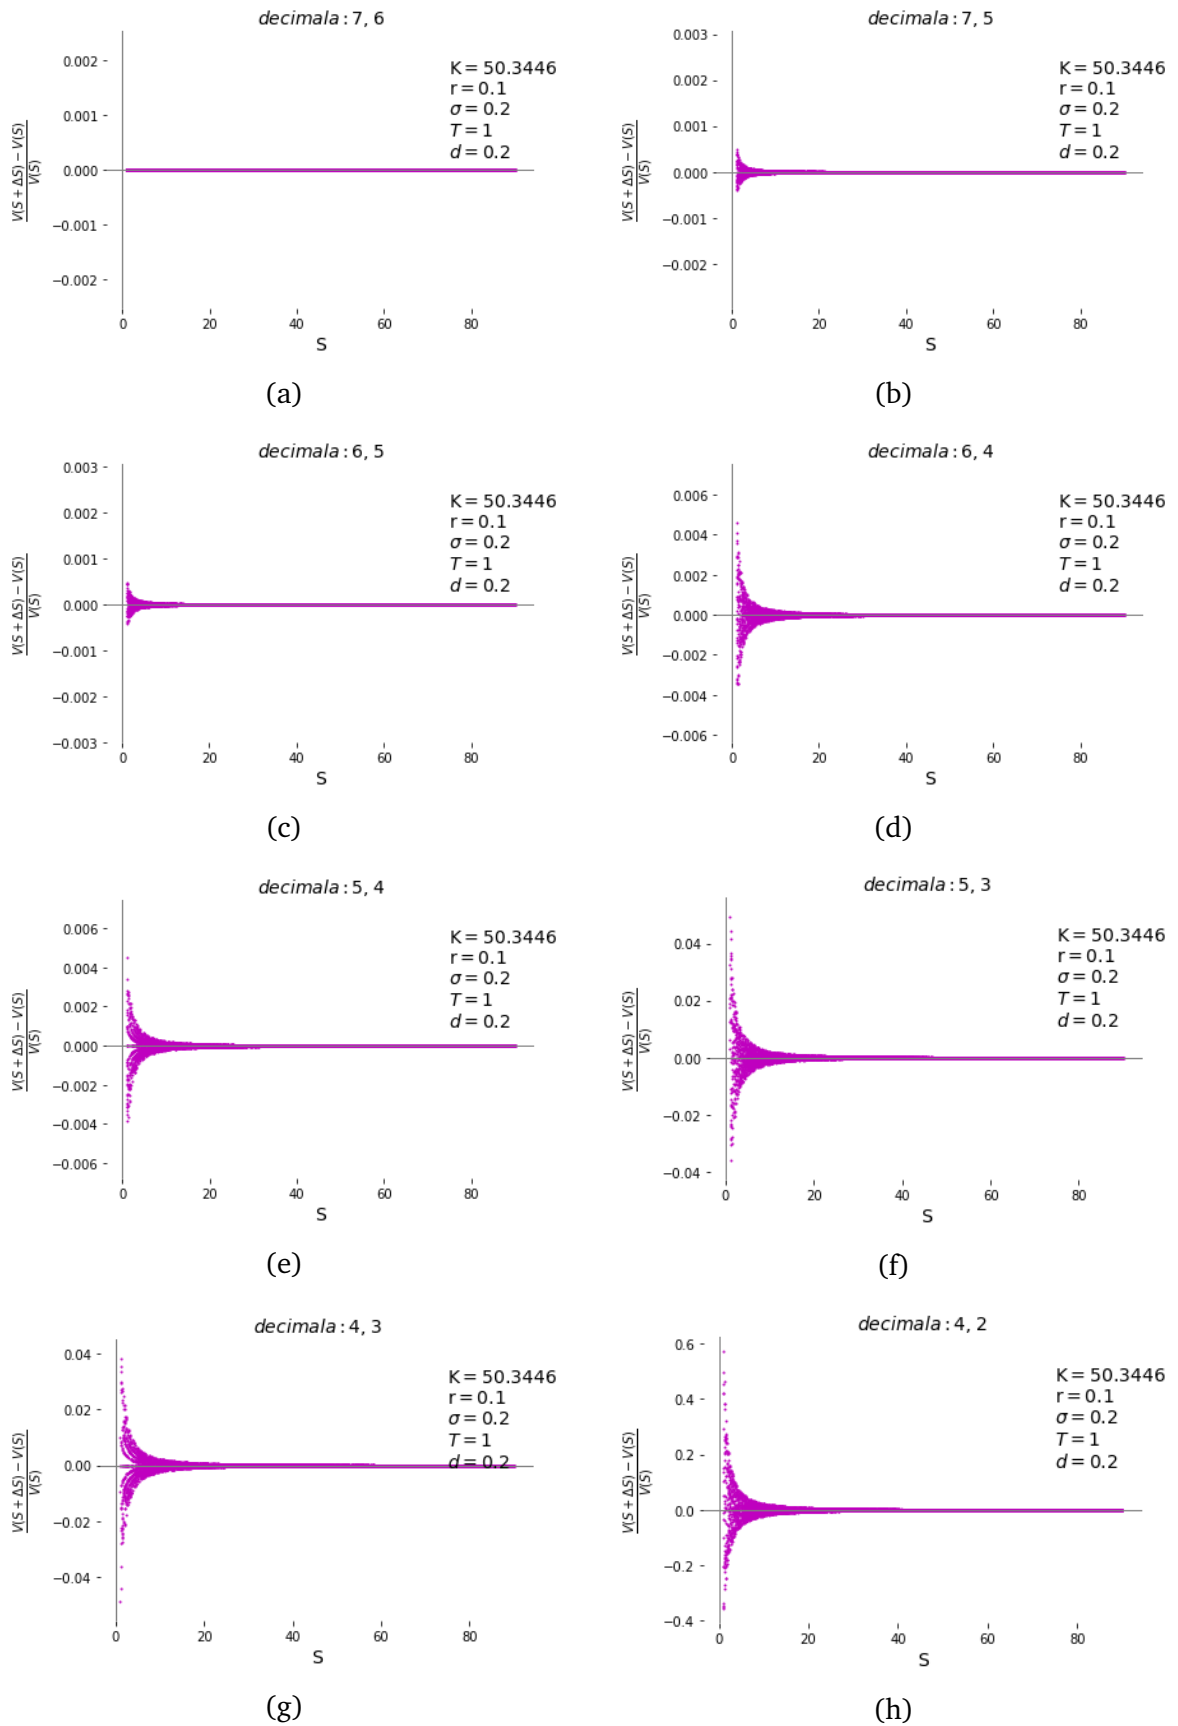 decimala : 7, 6
0.002
0.001
0.000
−0.001
−0.002
V(S + ΔS) − V(S)
V(S)
K = 50.3446
r = 0.1
σ = 0.2
T = 1
d = 0.2
0 20 40 60 80
S
(a)
decimala : 7, 5
0.003
0.002
0.001
0.000
−0.001
−0.002
V(S + ΔS) − V(S)
V(S)
K = 50.3446
r = 0.1
σ = 0.2
T = 1
d = 0.2
0 20 40 60 80
S
(b)
decimala : 6, 5
0.003
0.002
0.001
0.000
−0.001
−0.002
−0.003
V(S + ΔS) − V(S)
V(S)
K = 50.3446
r = 0.1
σ = 0.2
T = 1
d = 0.2
0 20 40 60 80
S
(c)
decimala : 6, 4
0.006
0.004
0.002
0.000
−0.002
−0.004
−0.006
V(S + ΔS) − V(S)
V(S)
K = 50.3446
r = 0.1
σ = 0.2
T = 1
d = 0.2
0 20 40 60 80
S
(d)
decimala : 5, 4
0.006
0.004
0.002
0.000
−0.002
−0.004
−0.006
V(S + ΔS) − V(S)
V(S)
K = 50.3446
r = 0.1
σ = 0.2
T = 1
d = 0.2
0 20 40 60 80
S
(e)
decimala : 5, 3
0.04
0.02
0.00
−0.02
−0.04
V(S + ΔS) − V(S)
V(S)
K = 50.3446
r = 0.1
σ = 0.2
T = 1
d = 0.2
0 20 40 60 80
S
(f)
decimala : 4, 3
0.04
0.02
0.00
−0.02
−0.04
V(S + ΔS) − V(S)
V(S)
K = 50.3446
r = 0.1
σ = 0.2
T = 1
d = 0.2
0 20 40 60 80
S
(g)
decimala : 4, 2
0.6
0.4
0.2
0.0
−0.2
−0.4
V(S + ΔS) − V(S)
V(S)
K = 50.3446
r = 0.1
σ = 0.2
T = 1
d = 0.2
0 20 40 60 80
S
(h)